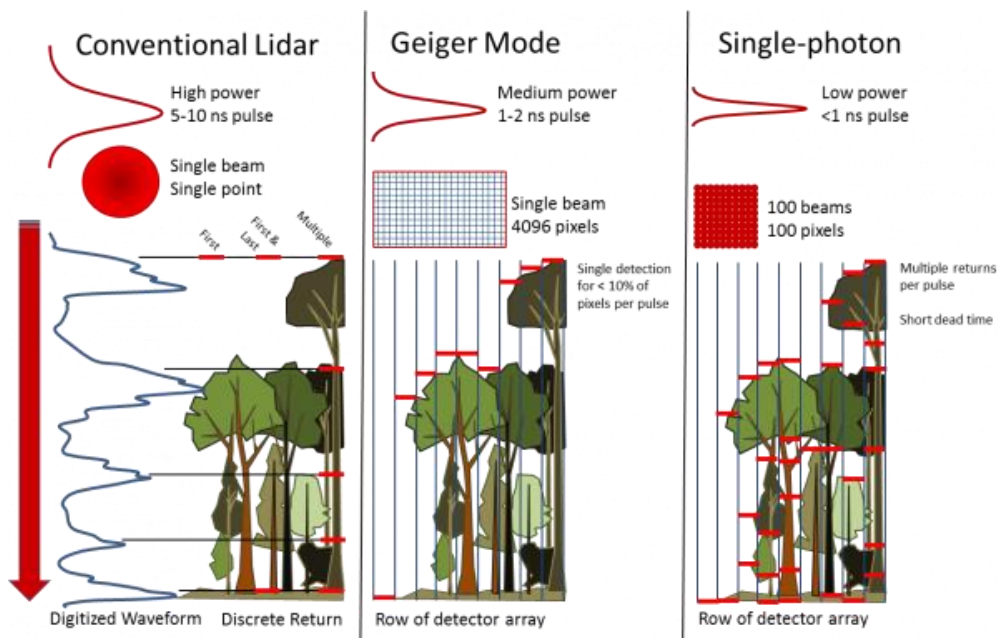 Conventional Lidar
High power
5-10 ns pulse
Single beam
Single point
First
First &
Last
Multiple
Digitized Waveform
Discrete Return
Geiger Mode
Medium power
1-2 ns pulse
Single beam
4096 pixels
Single detection
for < 10% of
pixels per pulse
Row of detector array
Single-photon
Low power
<1 ns pulse
100 beams
100 pixels
Multiple returns
per pulse
Short dead time
Row of detector array